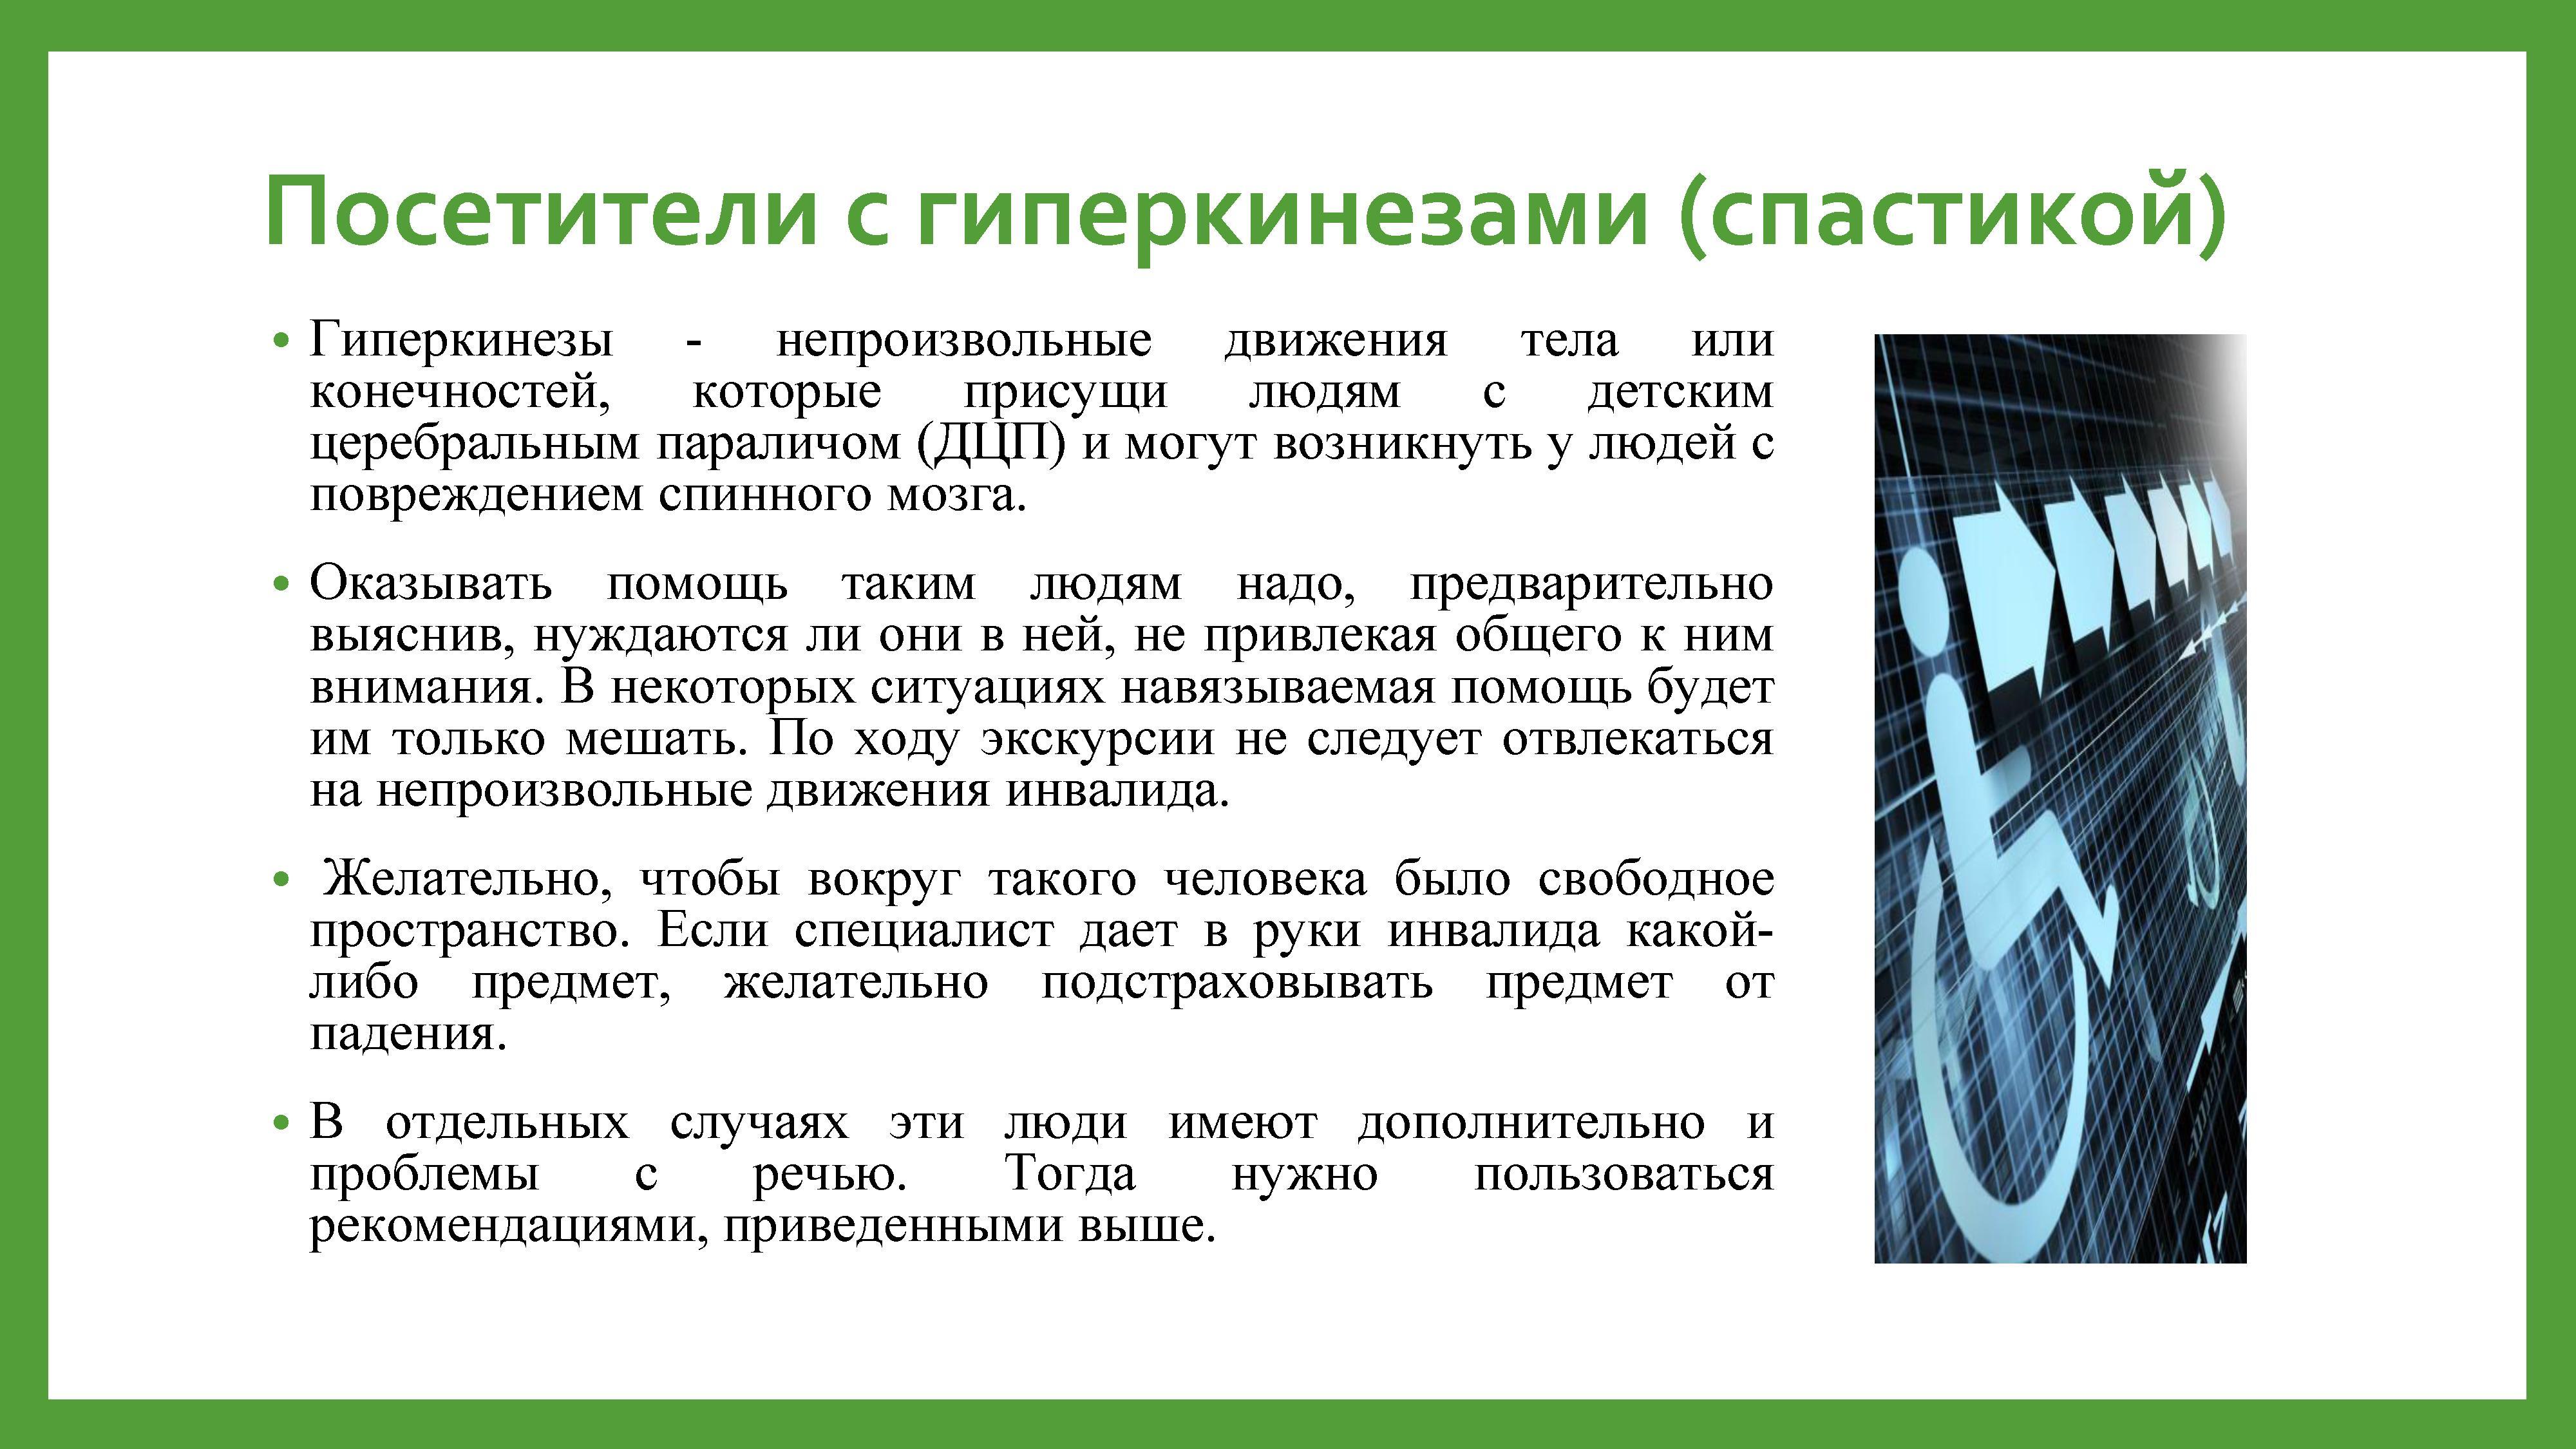 Посетители с гиперкинезами (спастикой)
• Гиперкинезы - непроизвольные движения тела или
конечностей, которые присущи людям с детским
церебральным параличом (ДЦП) и могут возникнуть у людей с
повреждением спинного мозга.
• Оказывать помощь таким людям надо, предварительно
выяснив, нуждаются ли они в ней, не привлекая общего к ним
внимания. В некоторых ситуациях навязываемая помощь будет
им только мешать. По ходу экскурсии не следует отвлекаться
на непроизвольные движения инвалида.
• Желательно, чтобы вокруг такого человека было свободное
пространство. Если специалист дает в руки инвалида какой-
либо предмет, желательно подстраховывать предмет от
падения.
• В отдельных случаях эти люди имеют дополнительно и
проблемы с речью. Тогда нужно пользоваться
рекомендациями, приведенными выше.